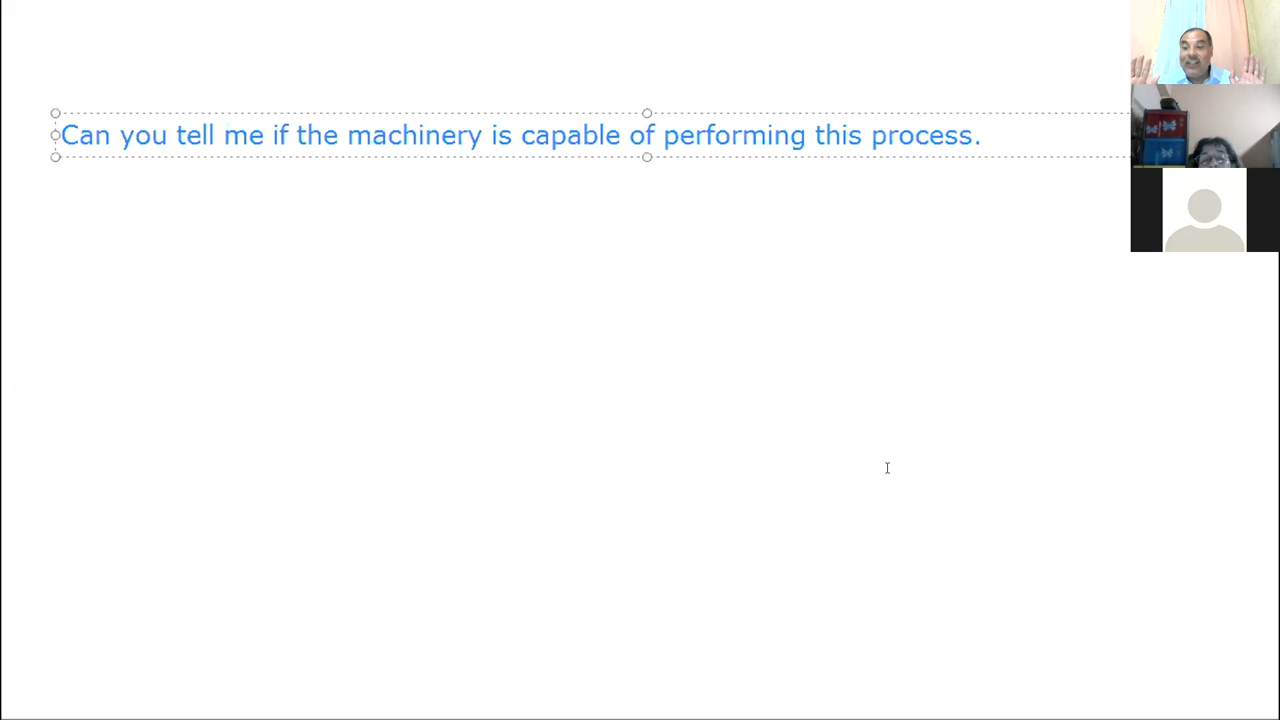 Can you tell me if the machinery is capable of performing this process.